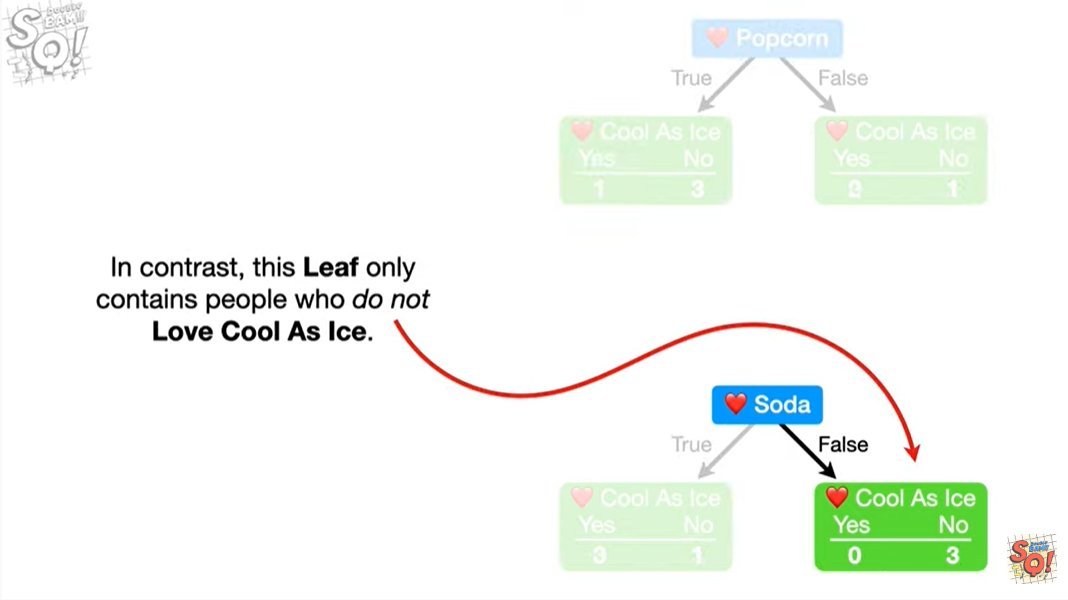 DOUBLE
BAM!!
SQ!
❤️ Popcorn
True False
❤️ Cool As Ice
Yes No
1 3
❤️ Cool As Ice
Yes No
1
In contrast, this Leaf only
contains people who do not
Love Cool As Ice.
❤️ Soda
True False
❤️ Cool As Ice
Yes No
3 1
❤️ Cool As Ice
Yes No
0 3
DOUBLE
BAM!!
SQ!